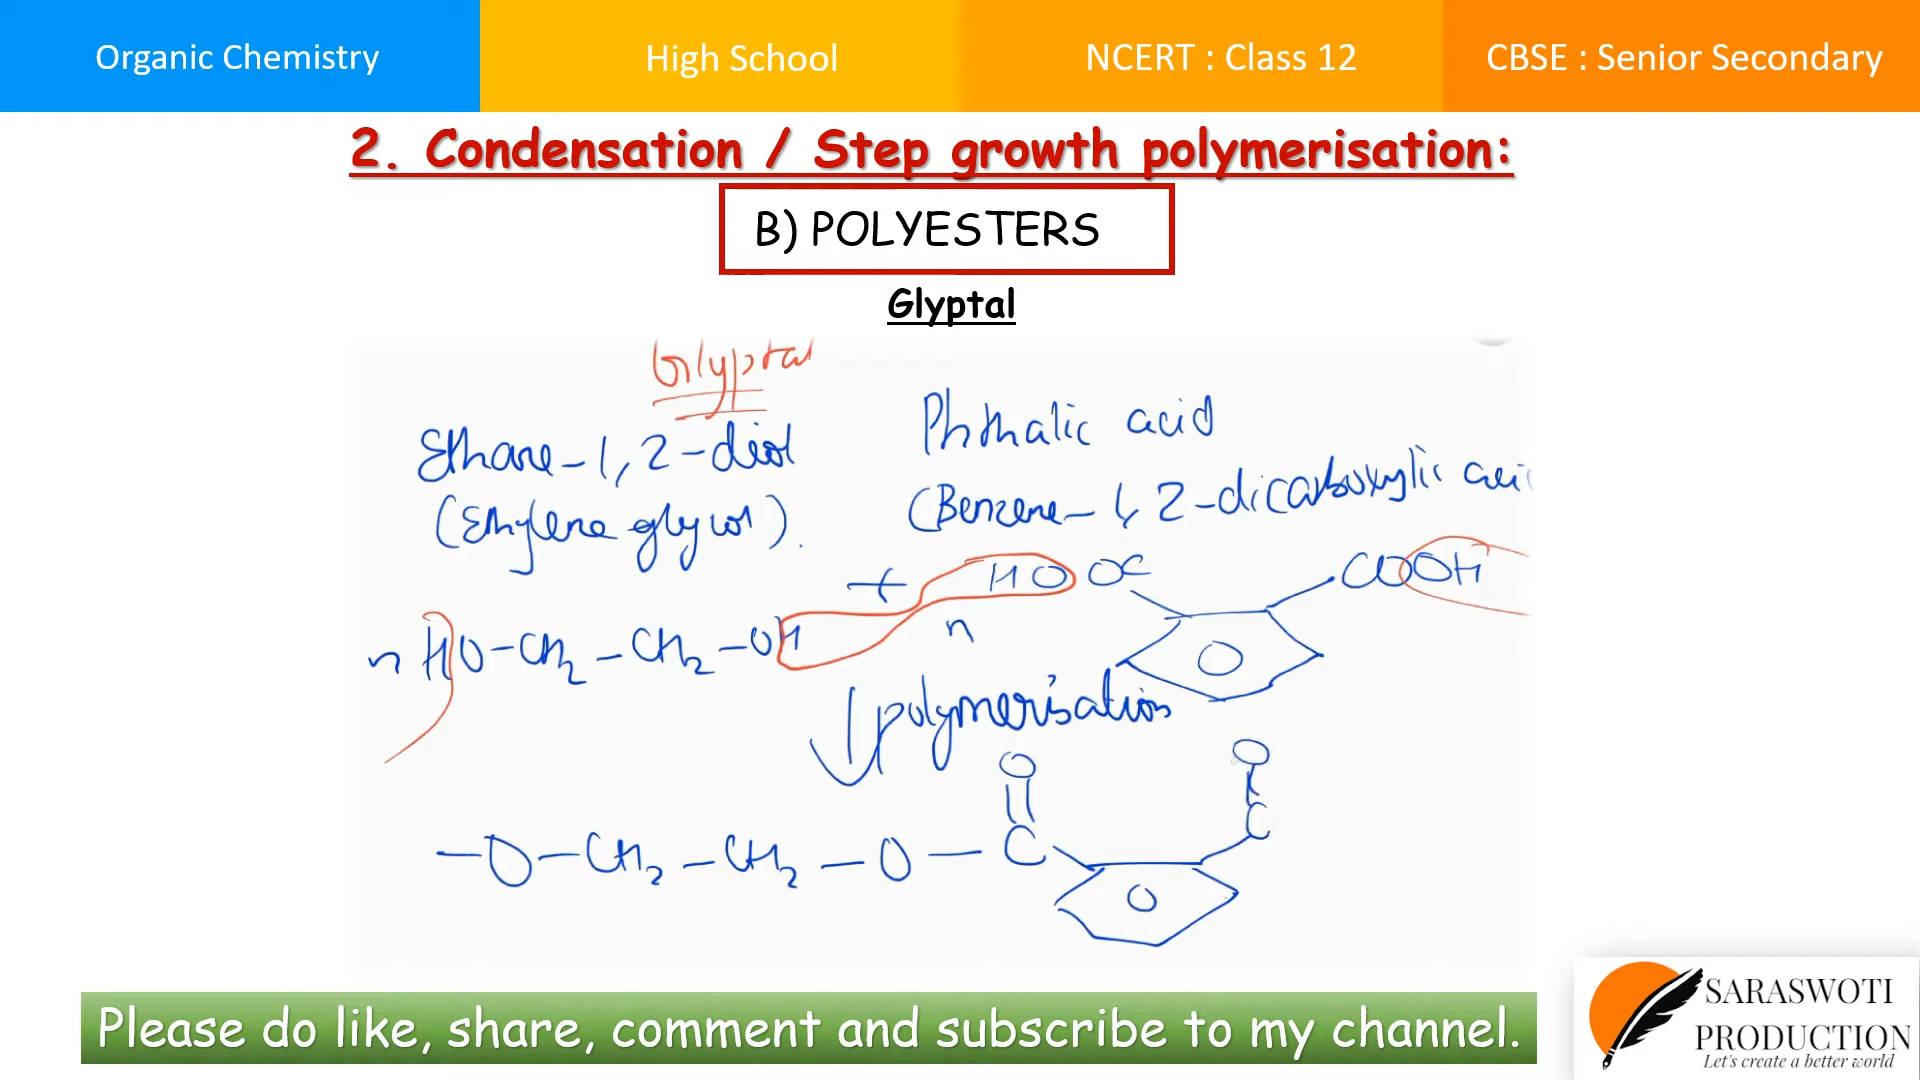 Organic Chemistry
High School
NCERT : Class 12
CBSE : Senior Secondary
2. Condensation / Step growth polymerisation:
B) POLYESTERS
Glyptal
Glyptal
Ethane-1,2-diol
(Ethylene glycol).
Phthalic acid
(Benzene-1,2-dicarboxylic aci
+
n HO-CH2-CH2-OH
n
HOOC
COOH
polymerisation
O
O
C
-O-CH2-CH2-O-C
Please do like, share, comment and subscribe to my channel.
SARASWOTI
PRODUCTION
Let's create a better world